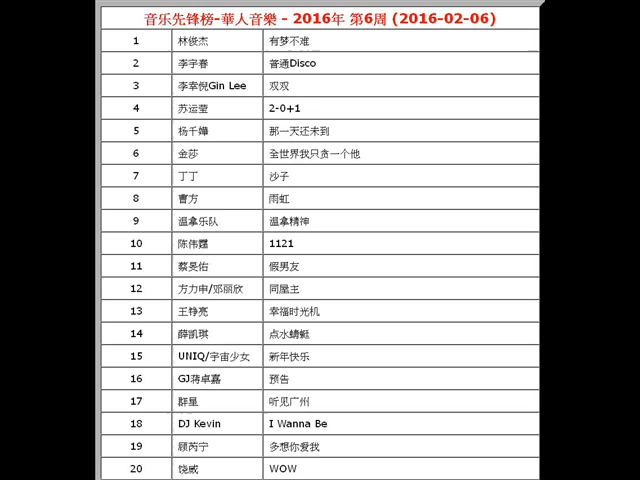 音乐先锋榜-華人音樂 - 2016年 第6周 (2016-02-06)
1 林俊杰 有梦不难
2 李宇春 普通Disco
3 李幸倪Gin Lee 双双
4 苏运莹 2-0+1
5 杨千嬅 那一天还未到
6 金莎 全世界我只贪一个他
7 丁丁 沙子
8 曹方 雨虹
9 温拿乐队 温拿精神
10 陈伟霆 1121
11 蔡旻佑 假男友
12 方力申/邓丽欣 同屋主
13 王铮亮 幸福时光机
14 薛凯琪 点水蜻蜓
15 UNIQ/宇宙少女 新年快乐
16 GJ蒋卓嘉 预告
17 群星 听见广州
18 DJ Kevin I Wanna Be
19 顾芮宁 多想你爱我
20 饶威 WOW